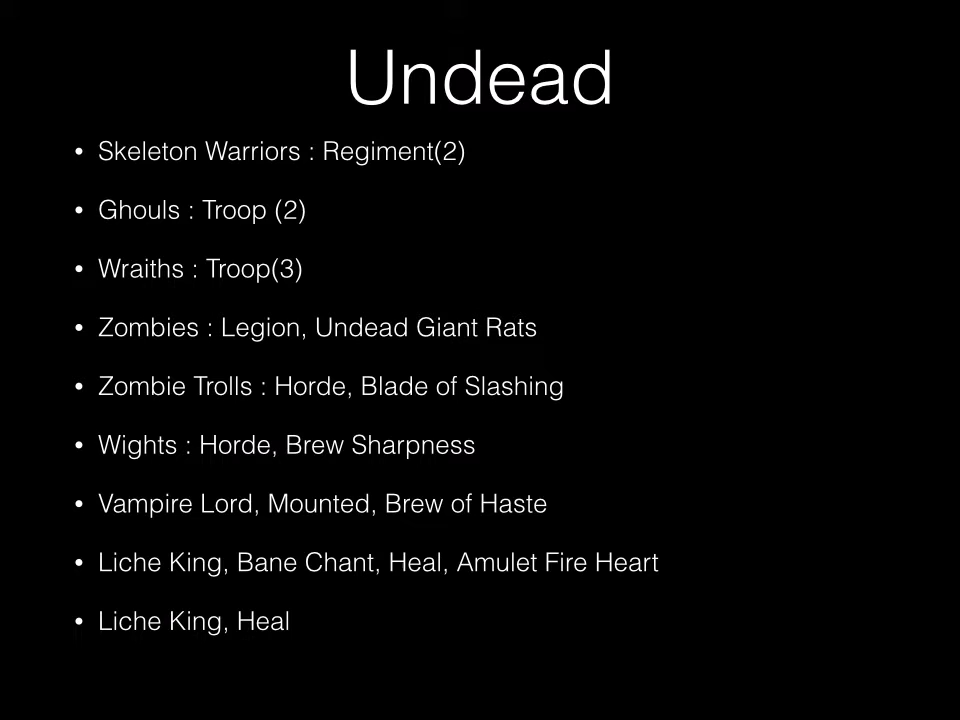 Undead
• Skeleton Warriors : Regiment(2)
• Ghouls : Troop (2)
• Wraiths : Troop(3)
• Zombies : Legion, Undead Giant Rats
• Zombie Trolls : Horde, Blade of Slashing
• Wights : Horde, Brew Sharpness
• Vampire Lord, Mounted, Brew of Haste
• Liche King, Bane Chant, Heal, Amulet Fire Heart
• Liche King, Heal